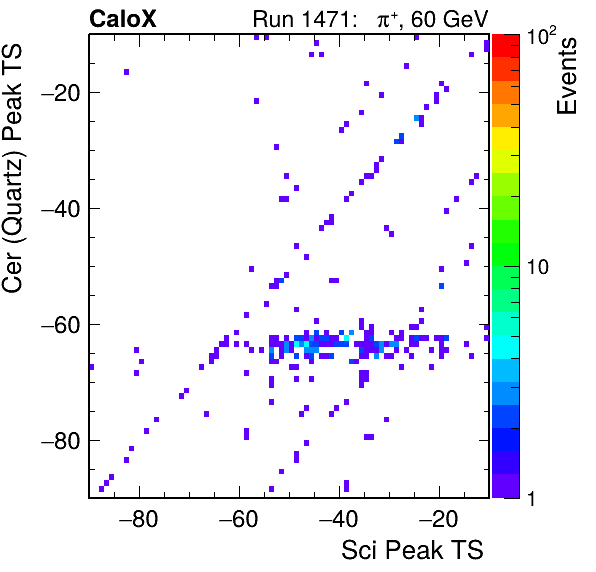 CaloX Run 1471: π⁺, 60 GeV
10²
10
1
Events
Cer (Quartz) Peak TS
−20
−40
−60
−80
−80 −60 −40 −20
Sci Peak TS